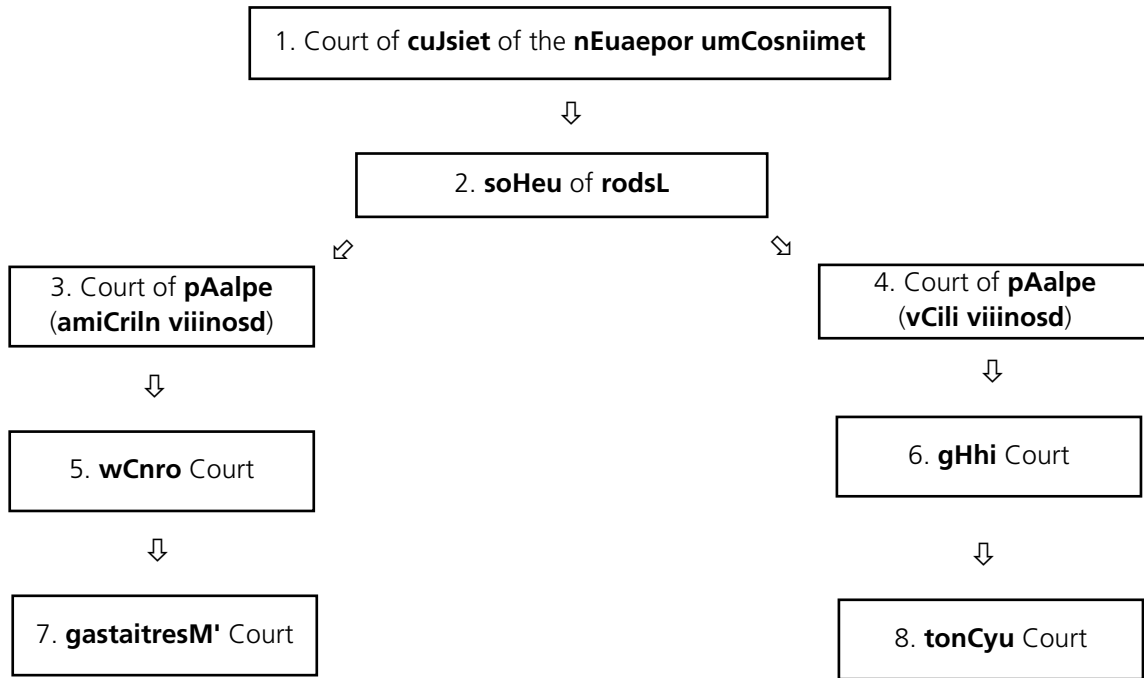 1. Court of cuJsiet of the nEuaepor umCosniimet
2. soHeu of rodsL
3. Court of pAalpe
(amiCriln viiinosd)
4. Court of pAalpe
(vCili viiinosd)
5. wCnro Court
6. gHhi Court
7. gastaitresM' Court
8. tonCyu Court